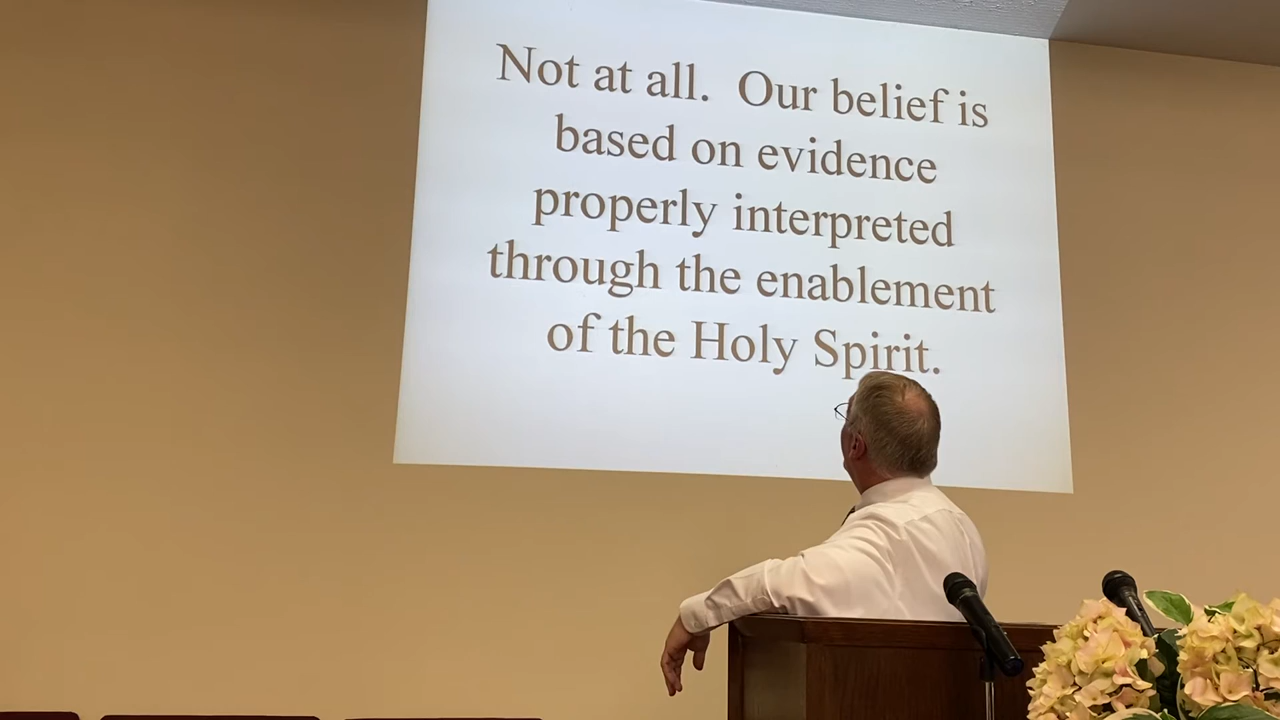 Not at all.  Our belief is
based on evidence
properly interpreted
through the enablement
of the Holy Spirit.